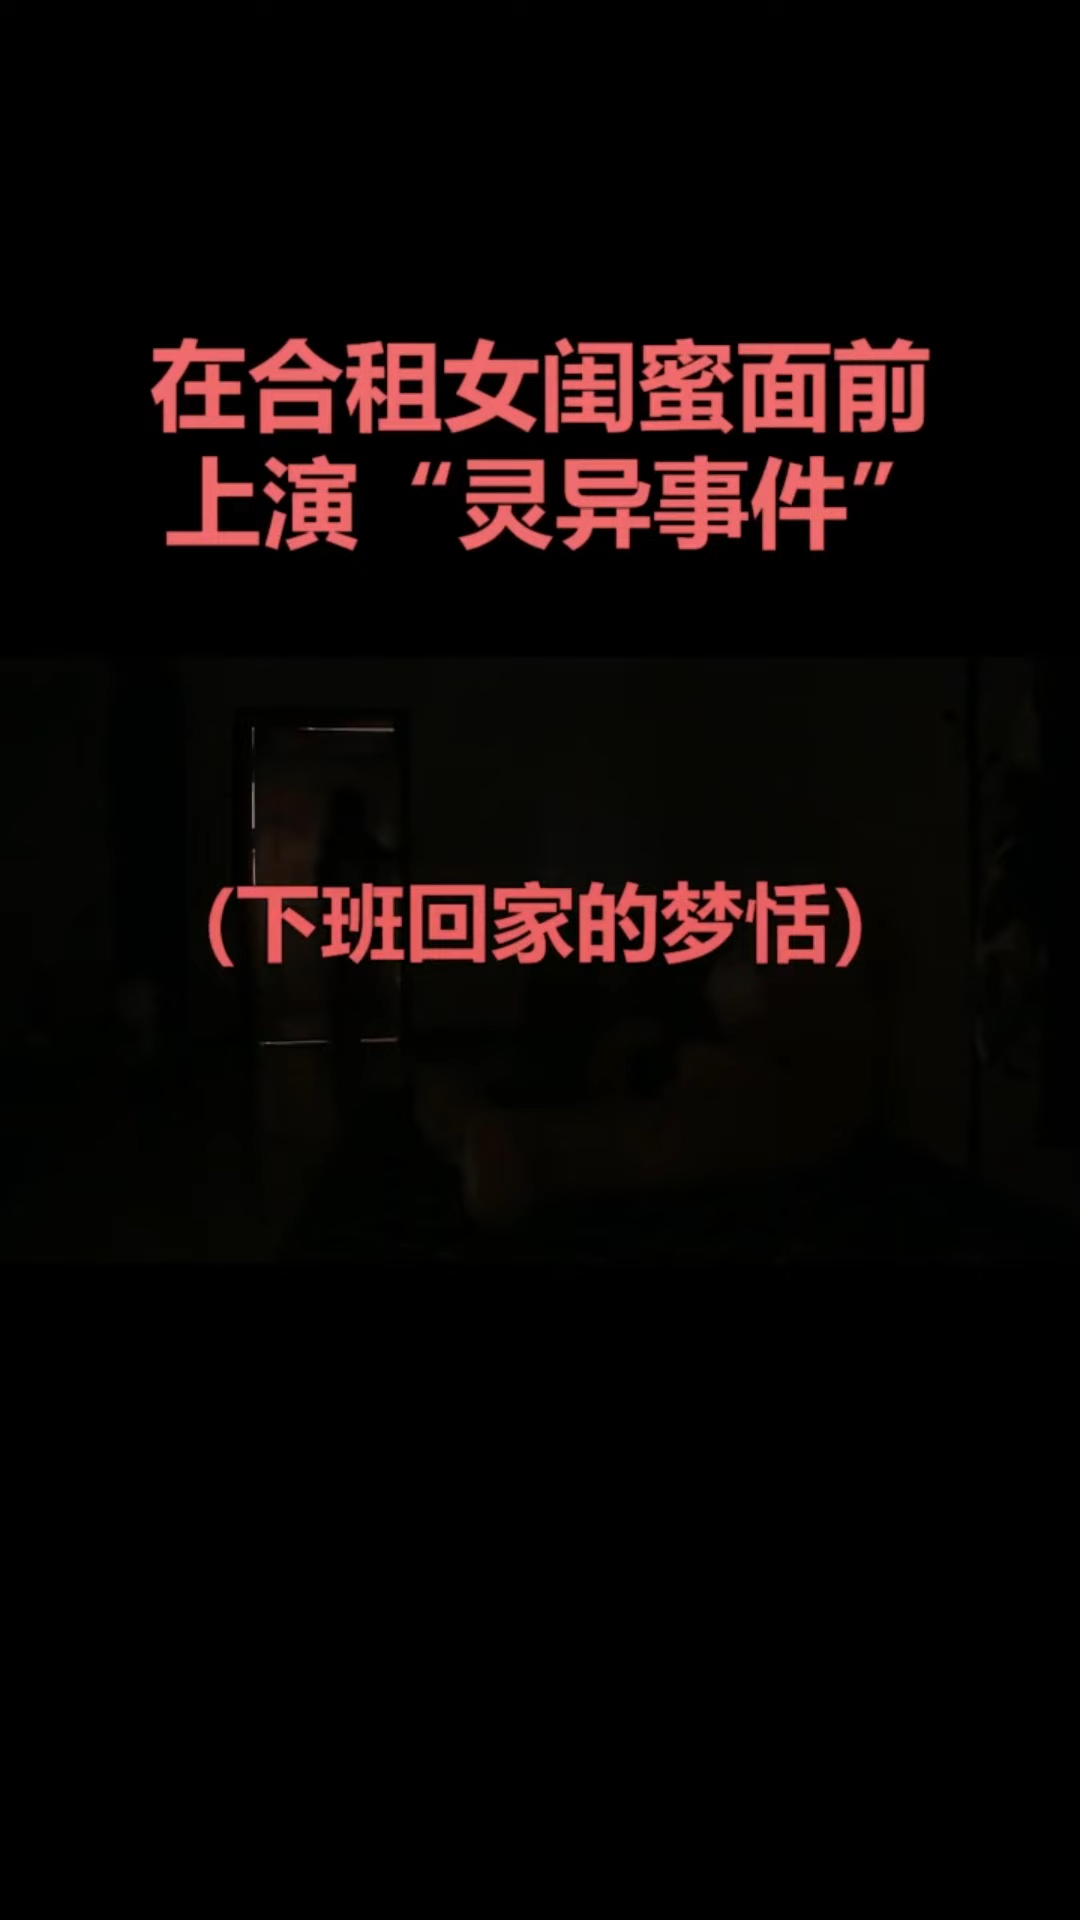 在合租女闺蜜面前
上演“灵异事件”
（下班回家的梦恬）